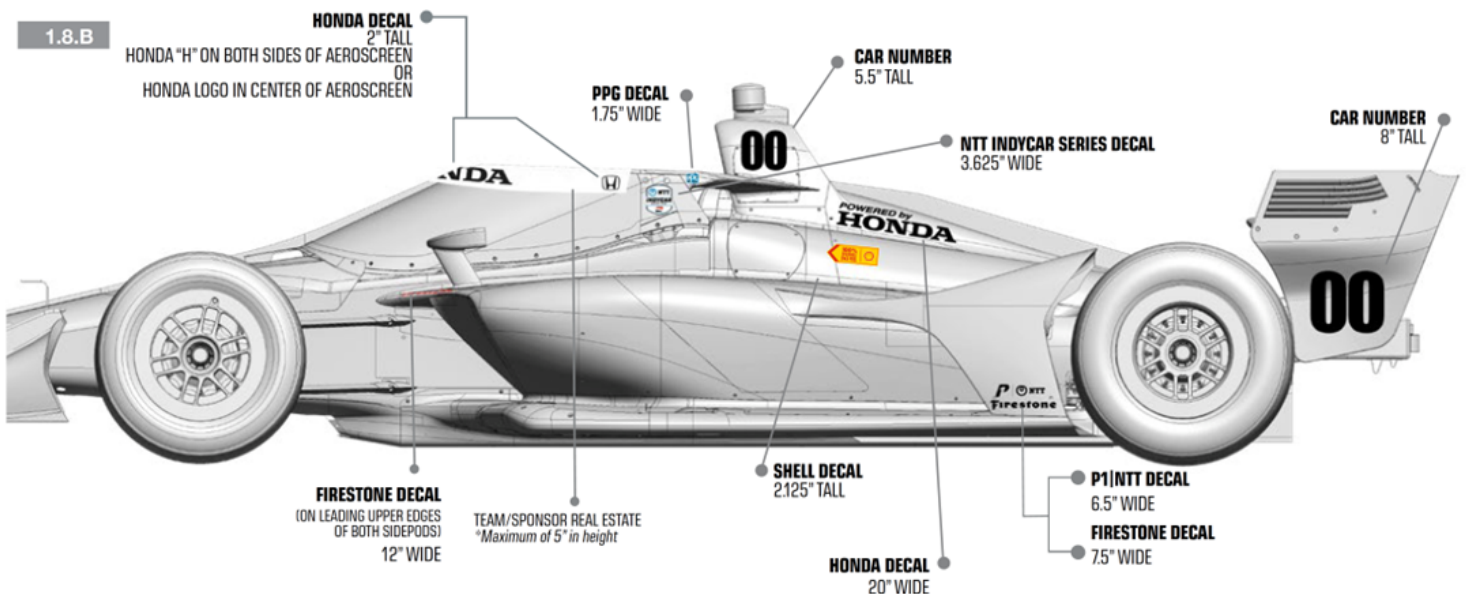 1.8.B
HONDA DECAL
2" TALL
HONDA "H" ON BOTH SIDES OF AEROSCREEN
OR
HONDA LOGO IN CENTER OF AEROSCREEN
PPG DECAL
1.75" WIDE
CAR NUMBER
5.5" TALL
NTT INDYCAR SERIES DECAL
3.625" WIDE
CAR NUMBER
8" TALL
00
NDA
NTT
INDYCAR
POWERED by
HONDA
00
P NTT
Firestone
FIRESTONE DECAL
(ON LEADING UPPER EDGES
OF BOTH SIDEPODS)
12" WIDE
TEAM/SPONSOR REAL ESTATE
*Maximum of 5" in height
SHELL DECAL
2.125" TALL
HONDA DECAL
20" WIDE
P1|NTT DECAL
6.5" WIDE
FIRESTONE DECAL
7.5" WIDE